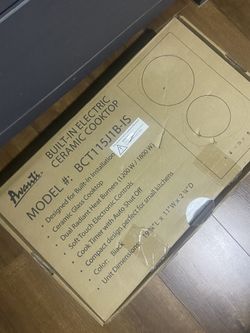 Avanti
BUILT-IN ELECTRIC
CERAMIC COOKTOP
MODEL #: BCT115J1B-IS
• Designed for Built-in Installation
• Ceramic Glass Cooktop
• Dual Radiant Heat Burners (1200 W / 1800 W)
• Soft Touch Electronic Controls
• Cook Timer with Auto Shut Off
• Compact design perfect for small kitchens
• Color: Black
• Unit Dimensions: